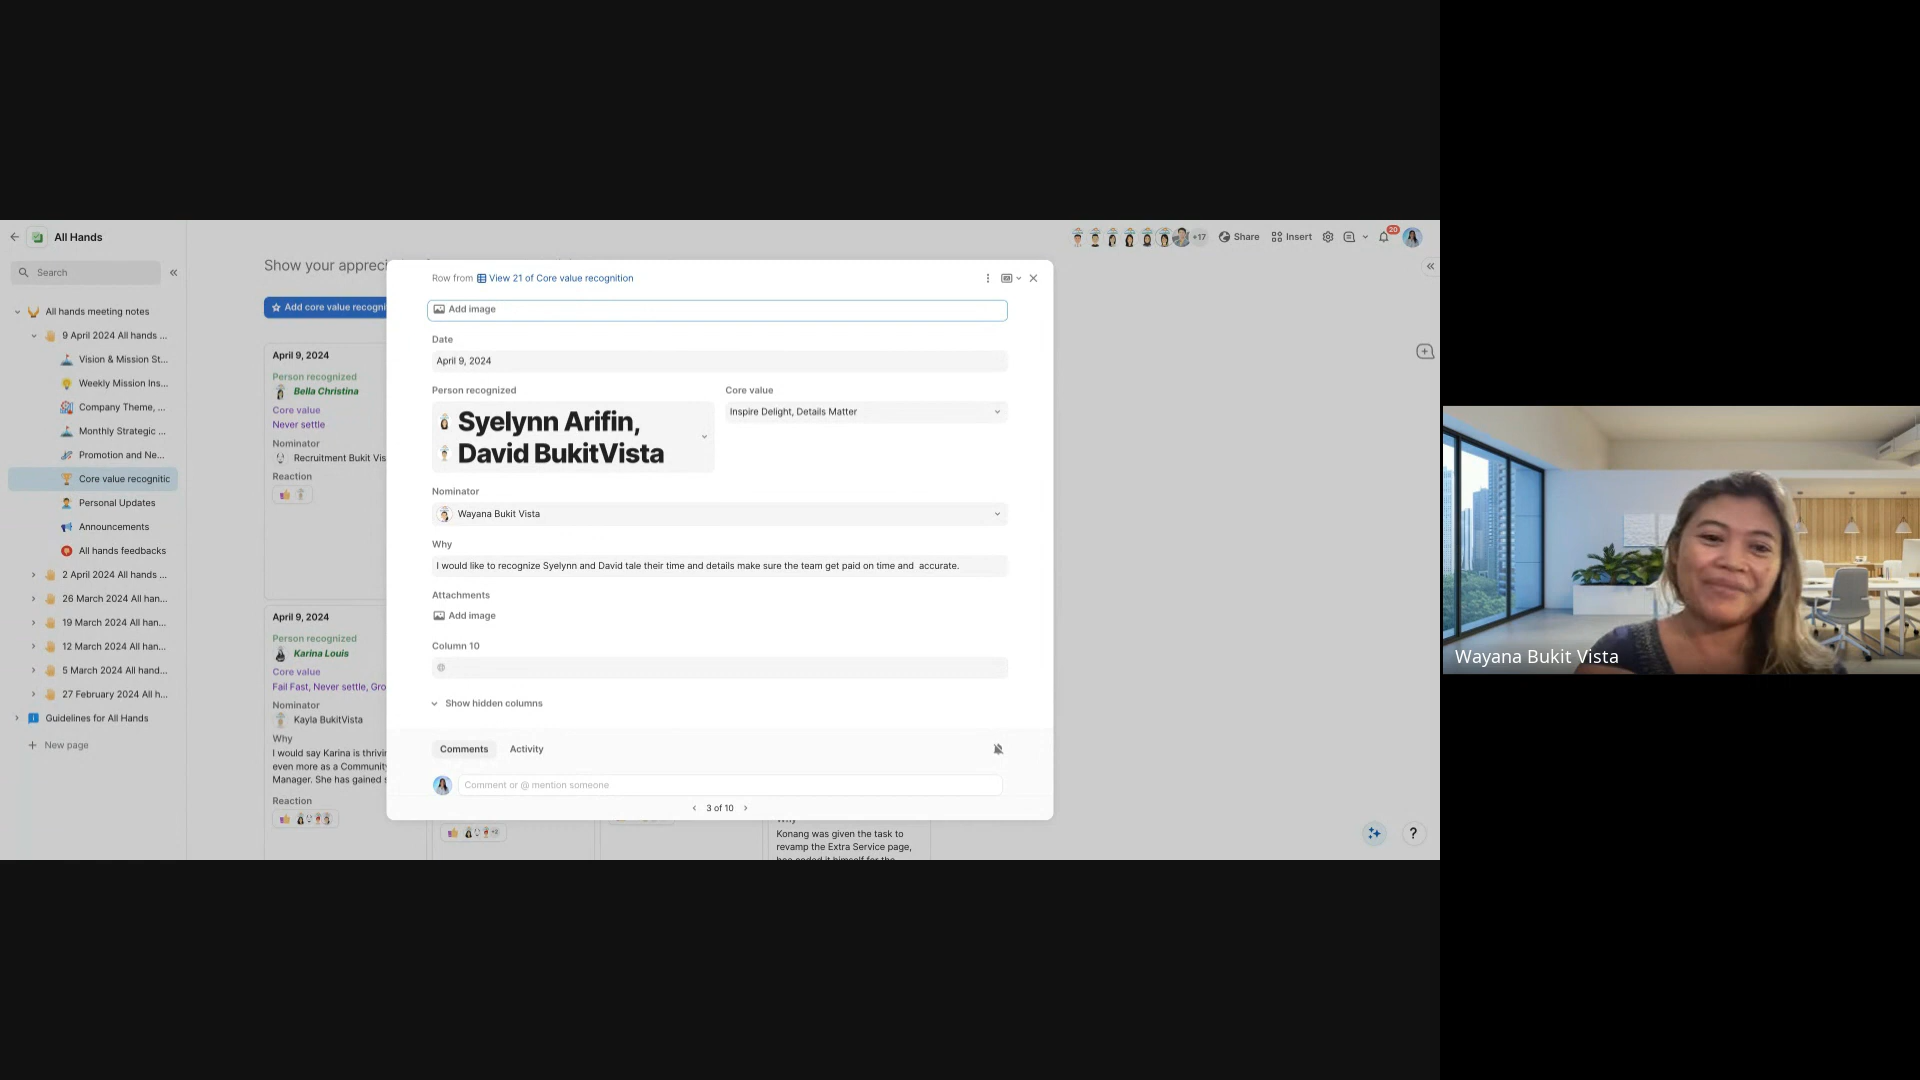 All Hands
Search
All hands meeting notes
9 April 2024 All hands ...
Vision & Mission St...
Weekly Mission Ins...
Company Theme, ...
Monthly Strategic ...
Promotion and Ne...
Core value recognitic
Personal Updates
Announcements
All hands feedbacks
2 April 2024 All hands ...
26 March 2024 All han...
19 March 2024 All han...
12 March 2024 All han...
5 March 2024 All hand...
27 February 2024 All h...
Guidelines for All Hands
New page
+17
Share
Insert
20
Show your appreci
Add core value recogni
April 9, 2024
Person recognized
Bella Christina
Core value
Never settle
Nominator
Recruitment Bukit Vis
Reaction
April 9, 2024
Person recognized
Karina Louis
Core value
Fail Fast, Never settle, Gro
Nominator
Kayla BukitVista
Why
I would say Karina is thrivi
even more as a Community
Manager. She has gained s
Reaction
Row from View 21 of Core value recognition
Add image
Date
April 9, 2024
Person recognized
Syelynn Arifin,
David BukitVista
Core value
Inspire Delight, Details Matter
Nominator
Wayana Bukit Vista
Why
I would like to recognize Syelynn and David tale their time and details make sure the team get paid on time and  accurate.
Attachments
Add image
Column 10
Show hidden columns
Comments
Activity
Comment or @ mention someone
3 of 10
+2
Konang was given the task to
revamp the Extra Service page,
?
Wayana Bukit Vista